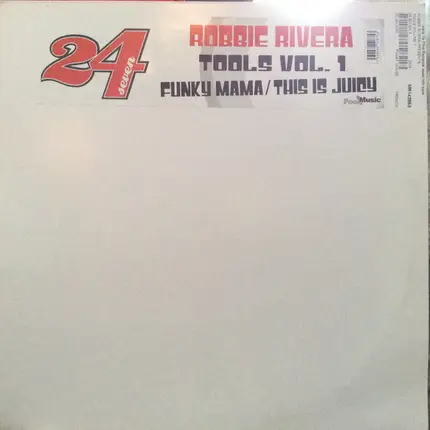 24
seven
ROBBIE RIVERA
TOOLS VOL. 1
FUNKY MAMA/THIS IS JUICY
Music